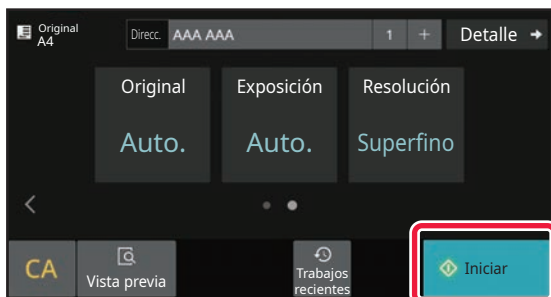 Original
A4
Direcc. AAA AAA 1 + Detalle
Original Exposición Resolución
Auto. Auto. Superfino
CA
Vista previa
Trabajos
recientes
Iniciar